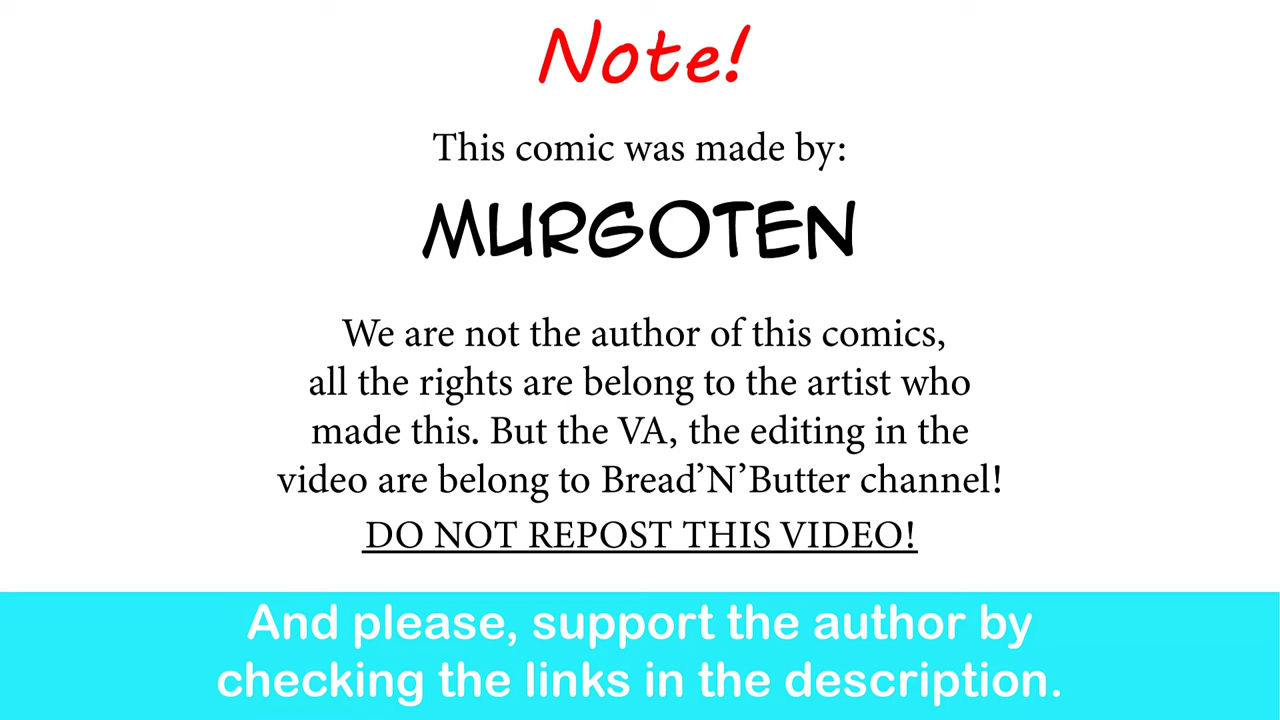 Note!
This comic was made by:
MURGOTEN
We are not the author of this comics,
all the rights are belong to the artist who
made this. But the VA, the editing in the
video are belong to Bread’N’Butter channel!
DO NOT REPOST THIS VIDEO!
And please, support the author by
checking the links in the description.